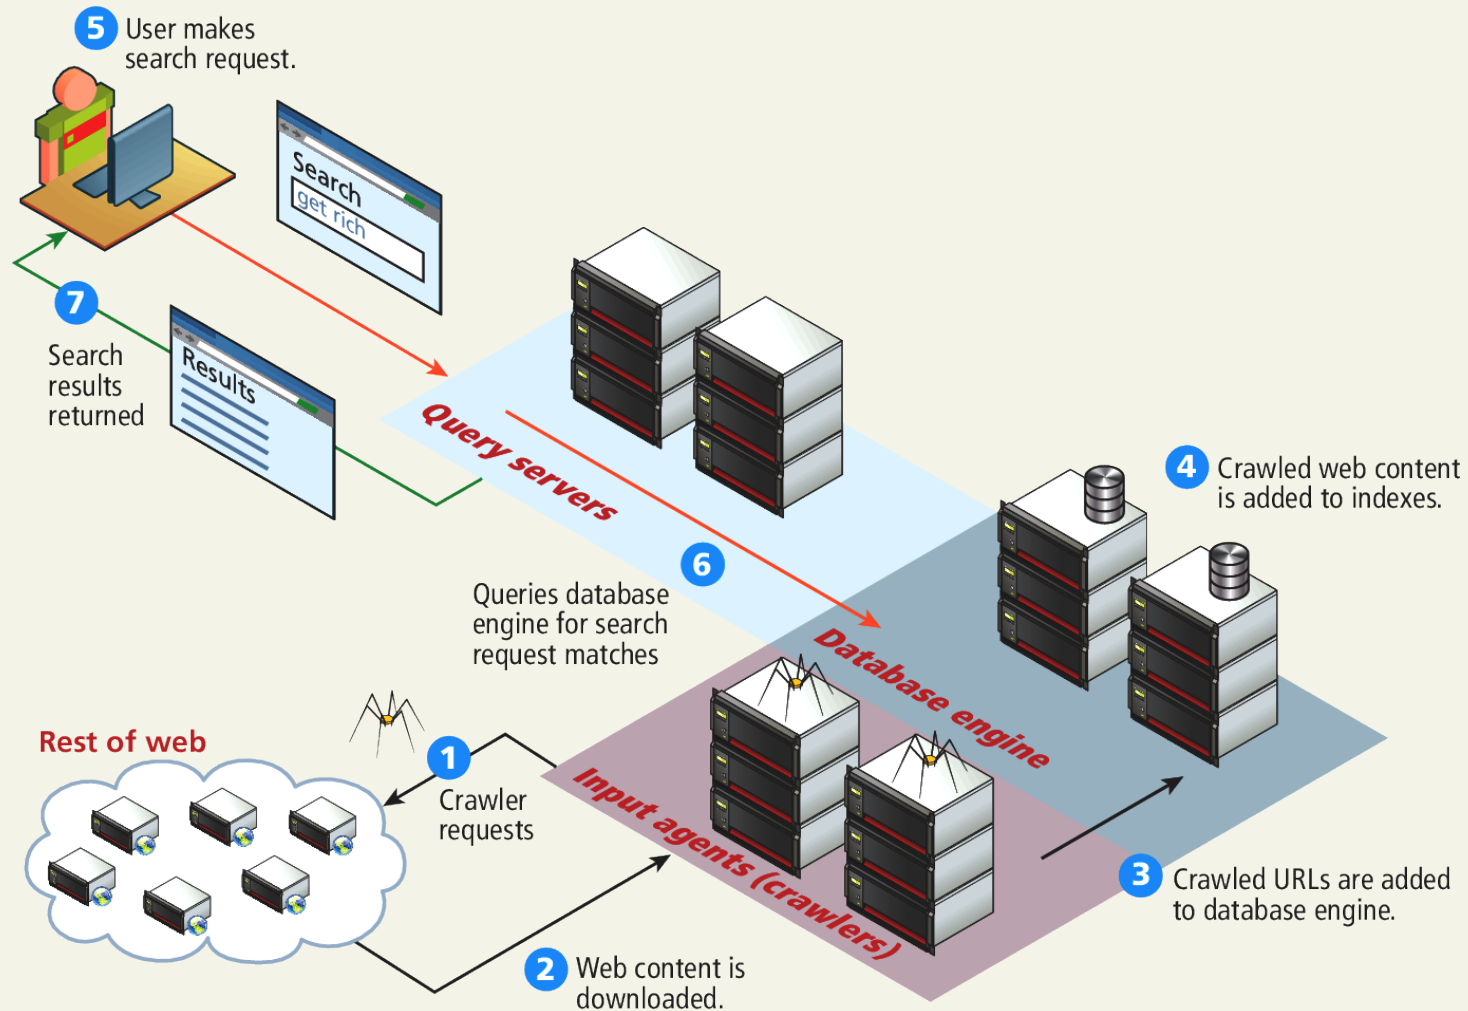 5 User makes
search request.
Search
get rich
7
Search
results
returned
Results
Query servers
4 Crawled web content
is added to indexes.
6
Queries database
engine for search
request matches
Database engine
Rest of web
1
Crawler
requests
Input agents (crawlers)
3 Crawled URLs are added
to database engine.
2 Web content is
downloaded.